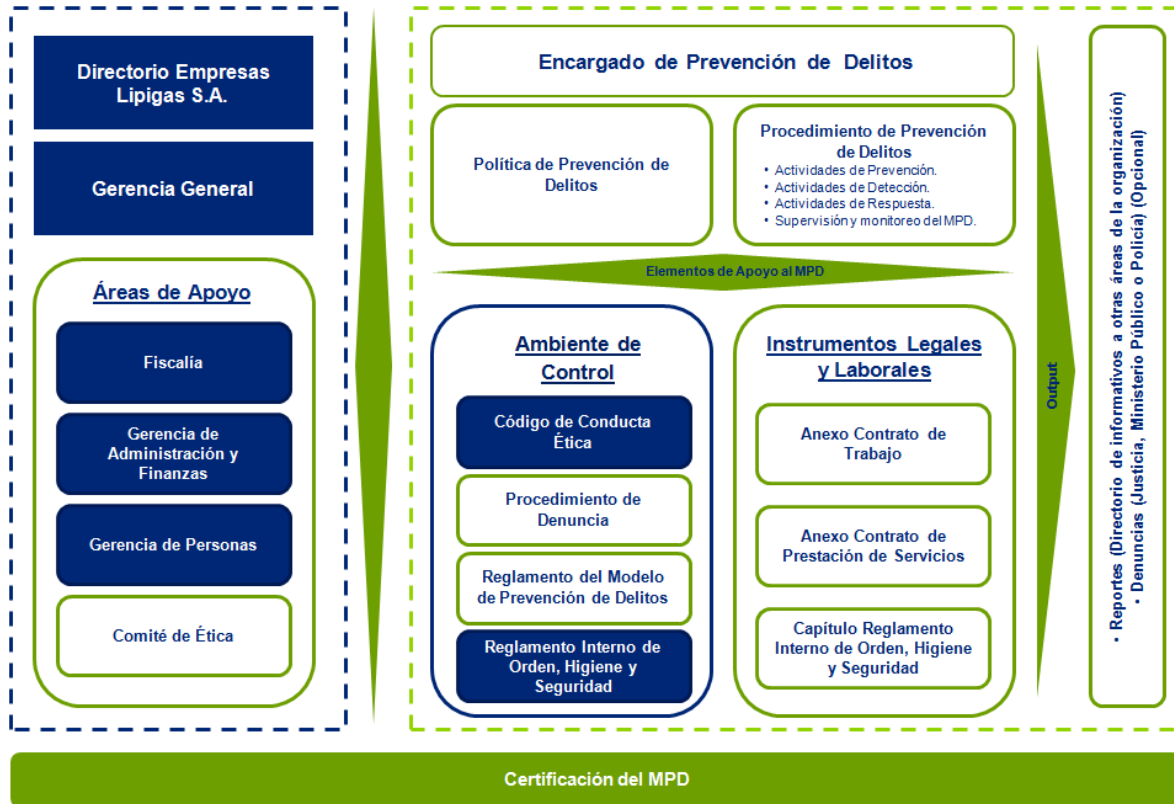 Directorio Empresas
Lipigas S.A.
Gerencia General
Áreas de Apoyo
Fiscalía
Gerencia de
Administración y
Finanzas
Gerencia de Personas
Comité de Ética
Encargado de Prevención de Delitos
Política de Prevención de
Delitos
Procedimiento de Prevención
de Delitos
• Actividades de Prevención.
• Actividades de Detección.
• Actividades de Respuesta.
• Supervisión y monitoreo del MPD.
Elementos de Apoyo al MPD
Ambiente de
Control
Código de Conducta
Ética
Procedimiento de
Denuncia
Reglamento del Modelo
de Prevención de Delitos
Reglamento Interno de
Orden, Higiene y
Seguridad
Instrumentos Legales
y Laborales
Anexo Contrato de
Trabajo
Anexo Contrato de
Prestación de Servicios
Capítulo Reglamento
Interno de Orden, Higiene
y Seguridad
Output
• Reportes (Directorio de informativos a otras áreas de la organización)
• Denuncias (Justicia, Ministerio Público o Policía) (Opcional)
Certificación del MPD